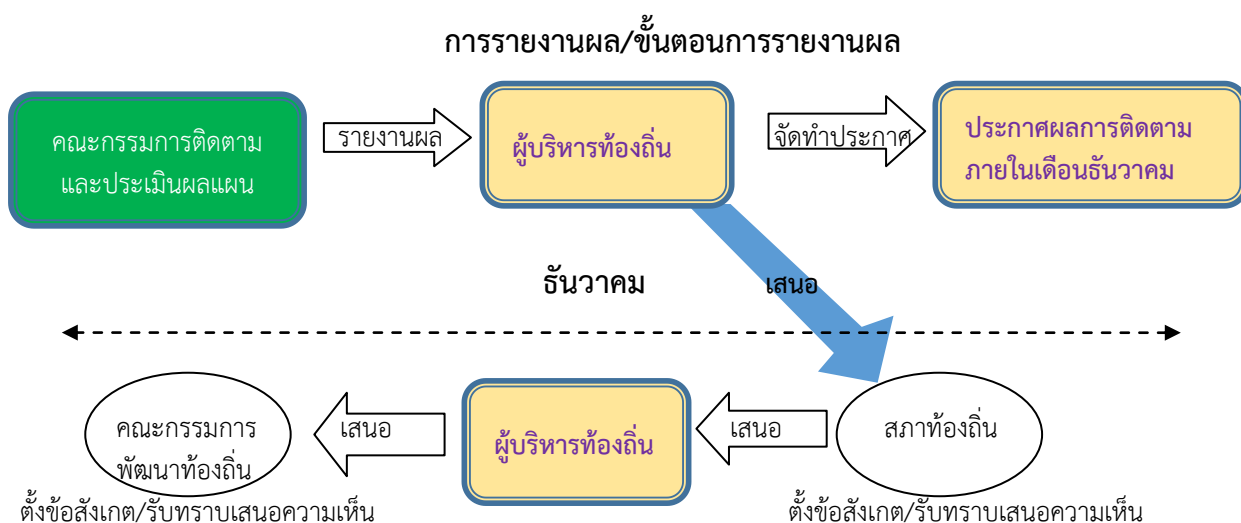 การรายงานผล/ขั้นตอนการรายงานผล
คณะกรรมการติดตาม
และประเมินผลแผน
รายงานผล
ผู้บริหารท้องถิ่น
จัดทำประกาศ
ประกาศผลการติดตาม
ภายในเดือนธันวาคม
ธันวาคม
เสนอ
คณะกรรมการ
พัฒนาท้องถิ่น
เสนอ
ผู้บริหารท้องถิ่น
เสนอ
สภาท้องถิ่น
ตั้งข้อสังเกต/รับทราบเสนอความเห็น
ตั้งข้อสังเกต/รับทราบเสนอความเห็น